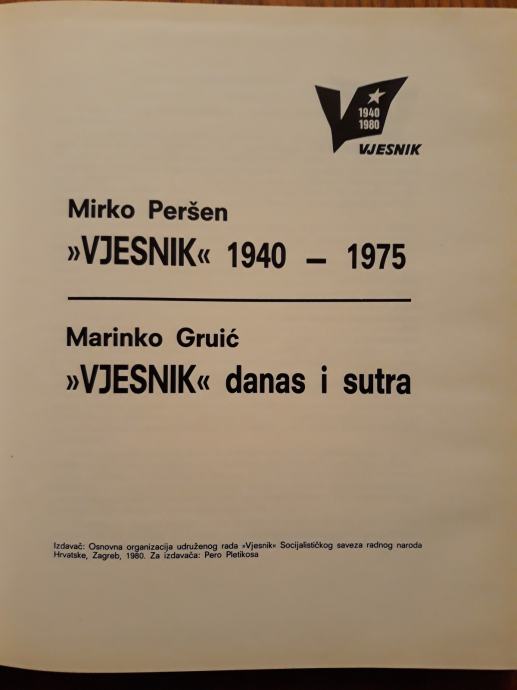 1940
1980
VJESNIK
Mirko Peršen
»VJESNIK« 1940 – 1975
Marinko Gruić
»VJESNIK« danas i sutra
Izdavač: Osnovna organizacija udruženog rada »Vjesnik« Socijalističkog saveza radnog naroda
Hrvatske, Zagreb, 1980. Za izdavača: Pero Pletikosa